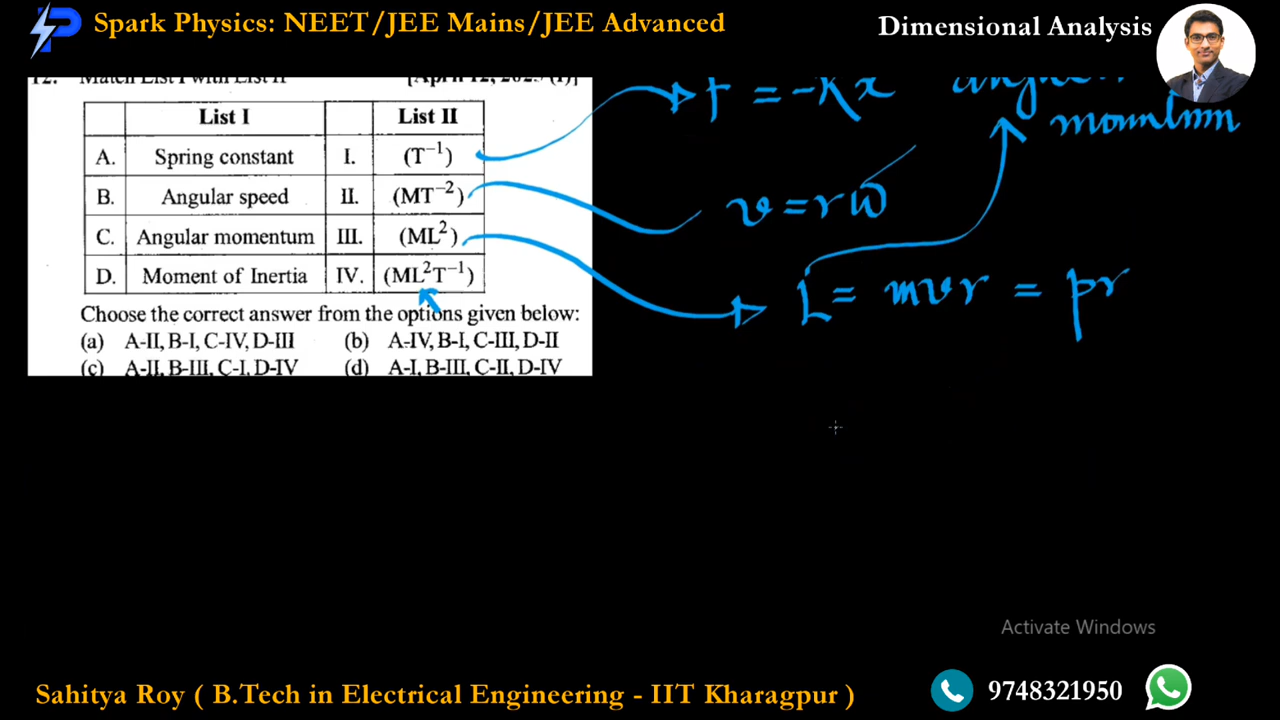 Spark Physics: NEET/JEE Mains/JEE Advanced
Dimensional Analysis
12. Match List I with List II
List I List II
A. Spring constant I. (T⁻¹)
B. Angular speed II. (MT⁻²)
C. Angular momentum III. (ML²)
D. Moment of Inertia IV. (ML²T⁻¹)
Choose the correct answer from the options given below:
(a) A-II, B-I, C-IV, D-III (b) A-IV, B-I, C-III, D-II
(c) A-II, B-III, C-I, D-IV (d) A-I, B-III, C-II, D-IV
= -Kx
v = rω
L = mvr = pr
Activate Windows
Sahitya Roy ( B.Tech in Electrical Engineering - IIT Kharagpur )
9748321950